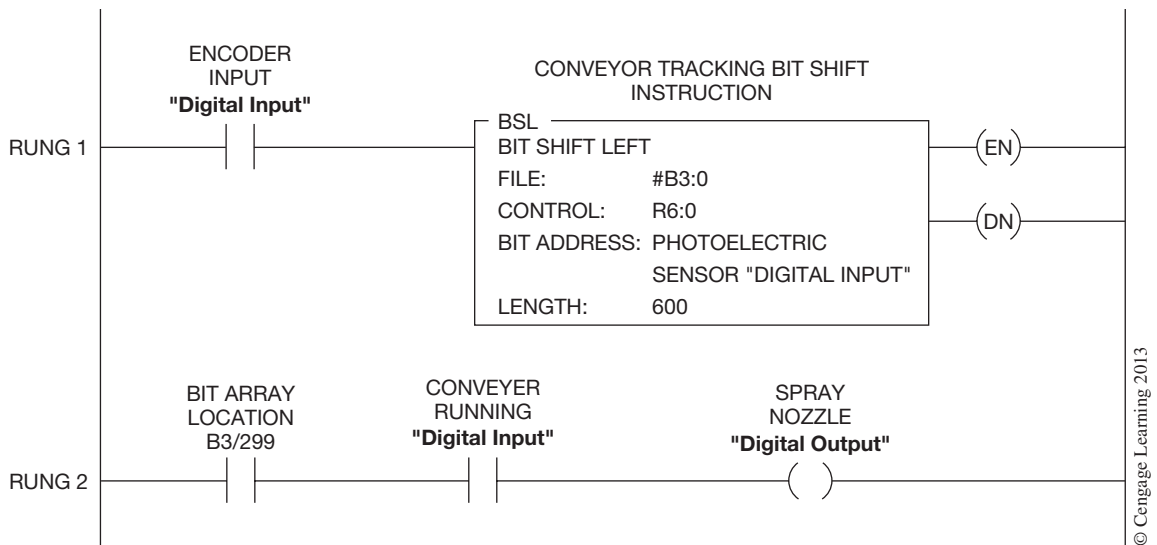 ENCODER
INPUT
"Digital Input"
CONVEYOR TRACKING BIT SHIFT
INSTRUCTION
RUNG 1
BSL
BIT SHIFT LEFT
FILE: #B3:0
CONTROL: R6:0
BIT ADDRESS: PHOTOELECTRIC
SENSOR "DIGITAL INPUT"
LENGTH: 600
EN
DN
BIT ARRAY
LOCATION
B3/299
CONVEYER
RUNNING
"Digital Input"
SPRAY
NOZZLE
"Digital Output"
RUNG 2
© Cengage Learning 2013